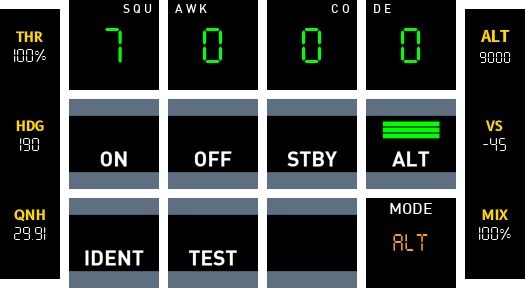 SQU AWK CO DE
THR ALT
100% 7 0 0 0 9000
HDG VS
190 -45
ON OFF STBY ALT
QNH MODE MIX
29.91 ALT 100%
IDENT TEST